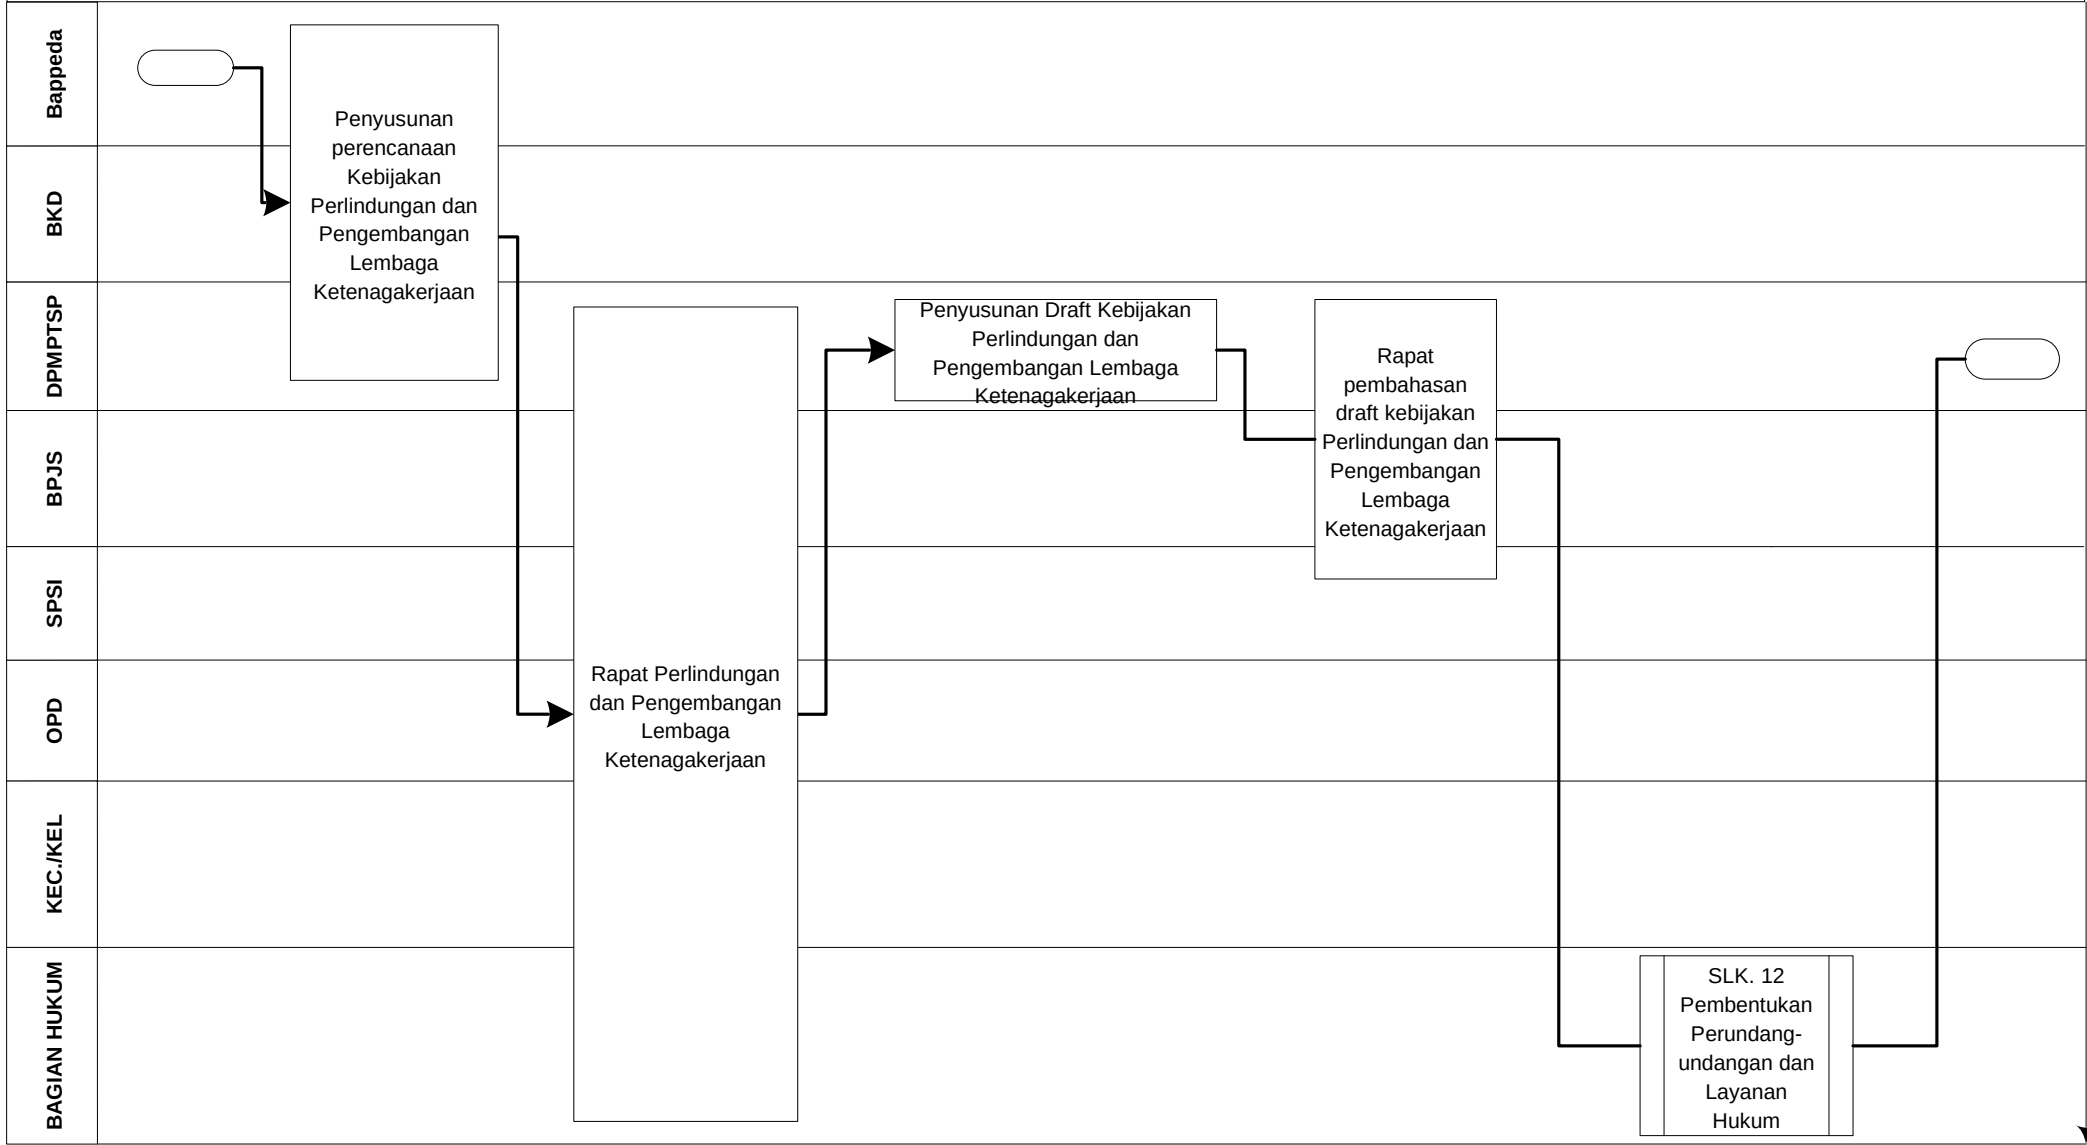 Bappeda
BKD
DPMPTSP
BPJS
SPSI
OPD
KEC./KEL
BAGIAN HUKUM
Penyusunan
perencanaan
Kebijakan
Perlindungan dan
Pengembangan
Lembaga
Ketenagakerjaan
Rapat Perlindungan
dan Pengembangan
Lembaga
Ketenagakerjaan
Penyusunan Draft Kebijakan
Perlindungan dan
Pengembangan Lembaga
Ketenagakerjaan
Rapat
pembahasan
draft kebijakan
Perlindungan dan
Pengembangan
Lembaga
Ketenagakerjaan
SLK. 12
Pembentukan
Perundang-
undangan dan
Layanan
Hukum